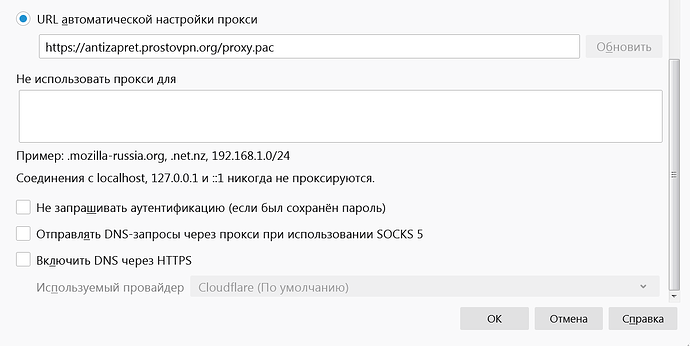 URL автоматической настройки прокси
https://antizapret.prostovpn.org/proxy.pac
Обновить
Не использовать прокси для
Пример: .mozilla-russia.org, .net.nz, 192.168.1.0/24
Соединения с localhost, 127.0.0.1 и ::1 никогда не проксируются.
Не запрашивать аутентификацию (если был сохранён пароль)
Отправлять DNS-запросы через прокси при использовании SOCKS 5
Включить DNS через HTTPS
Используемый провайдер
Cloudflare (По умолчанию)
ОК
Отмена
Справка